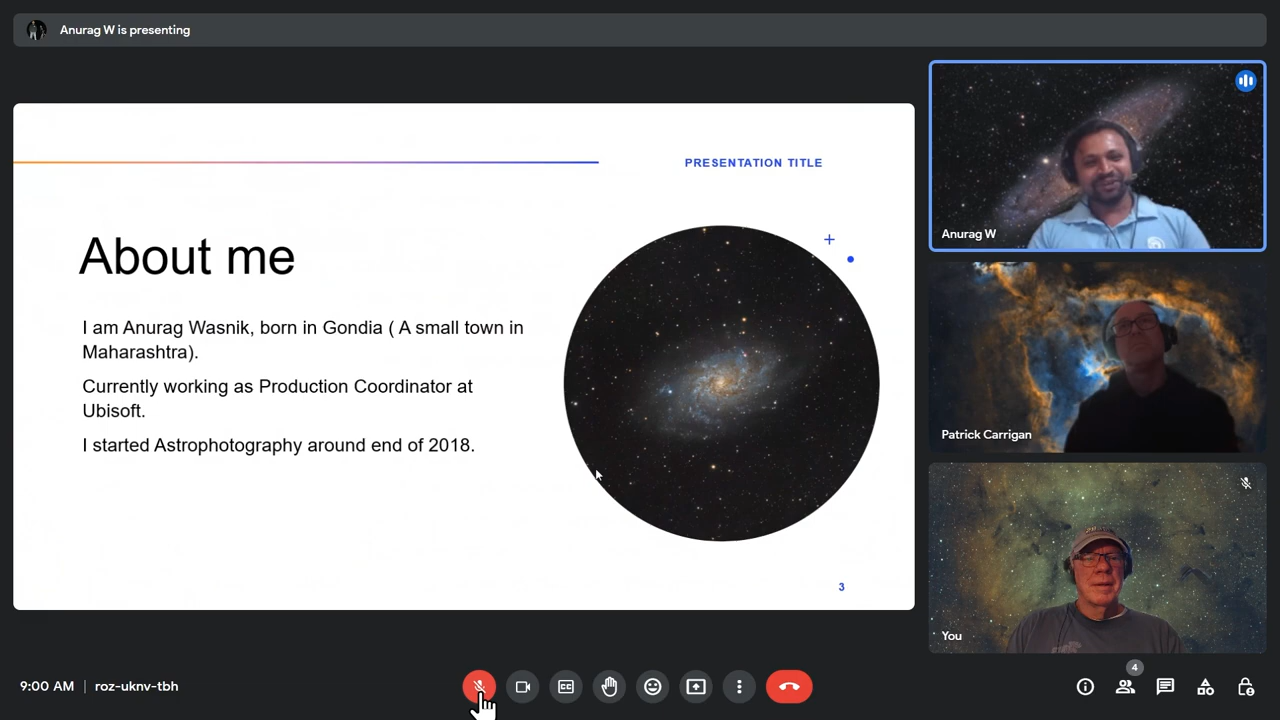 Anurag W is presenting
PRESENTATION TITLE
About me
I am Anurag Wasnik, born in Gondia ( A small town in
Maharashtra).
Currently working as Production Coordinator at
Ubisoft.
I started Astrophotography around end of 2018.
3
Anurag W
Patrick Carrigan
You
9:00 AM | roz-uknv-tbh
CC
4